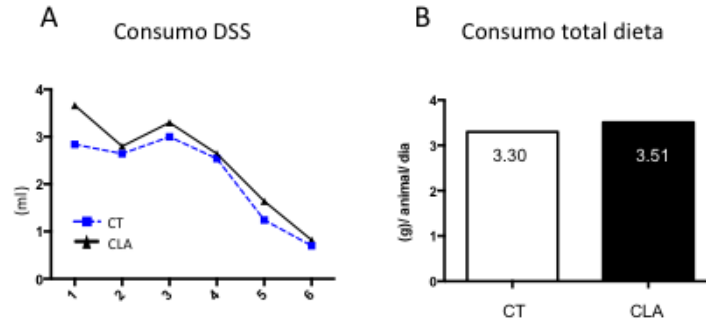 A
Consumo DSS
4
3
2
1
0
(ml)
CT
CLA
1 2 3 4 5 6
B
Consumo total dieta
4
3
2
1
0
(g)/ animal/ dia
3.30 3.51
CT CLA